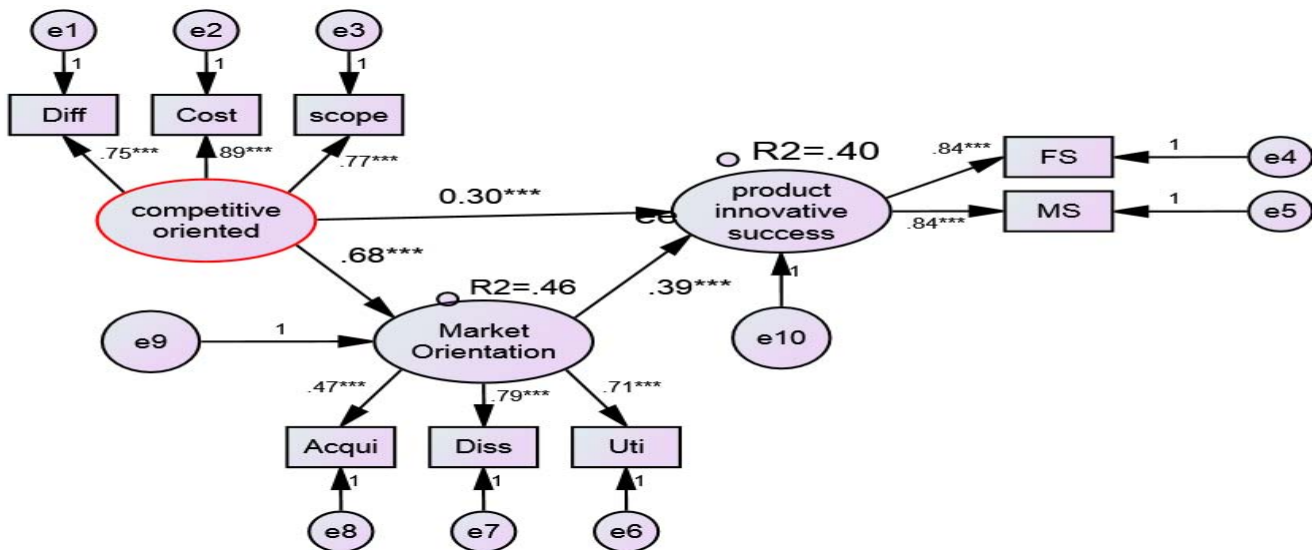 e1
e2
e3
1
1
1
Diff
Cost
scope
.75***
.89***
.77***
competitive
oriented
0.30***
.68***
R2=.40
product
innovative
success
.84***
.84***
FS
MS
1
1
e4
e5
1
e10
.39***
R2=.46
Market
Orientation
e9
1
.47***
.79***
.71***
Acqui
Diss
Uti
1
1
1
e8
e7
e6